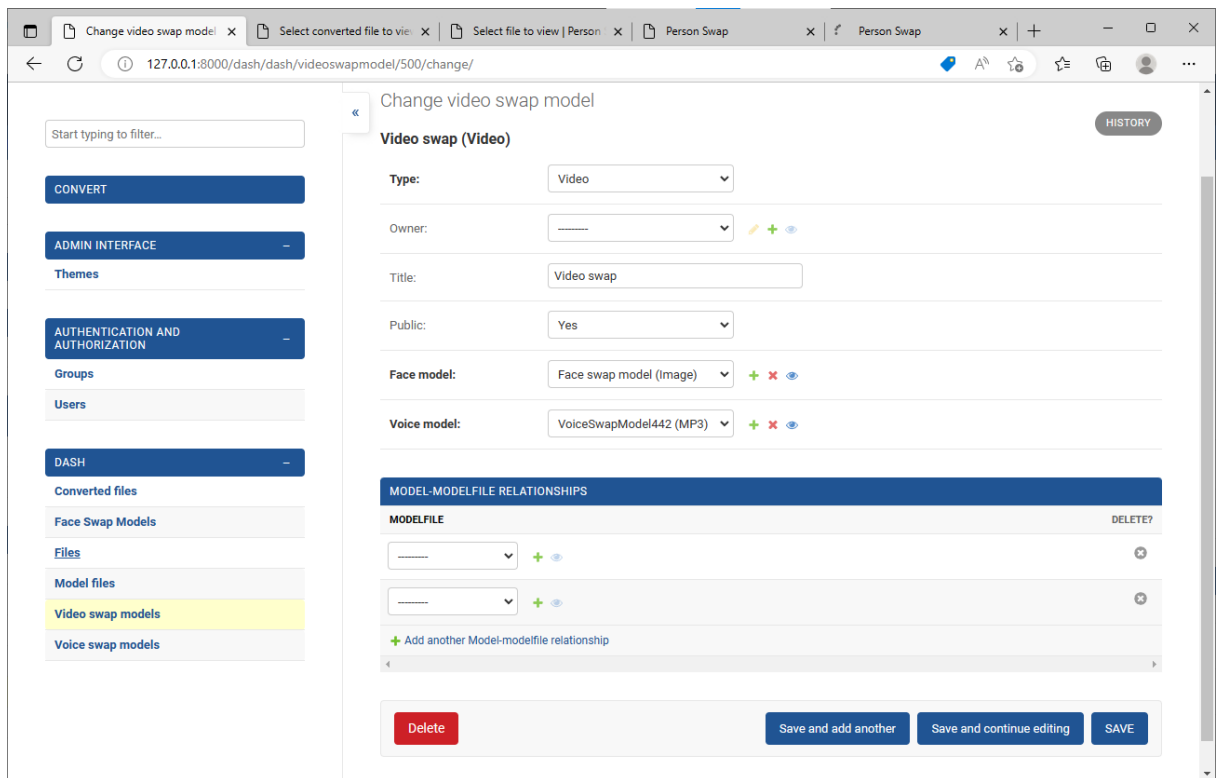 Change video swap model
Select converted file to vie
Select file to view | Person
Person Swap
Person Swap
127.0.0.1:8000/dash/dash/videoswapmodel/500/change/
Start typing to filter...
CONVERT
ADMIN INTERFACE
Themes
AUTHENTICATION AND
AUTHORIZATION
Groups
Users
DASH
Converted files
Face Swap Models
Files
Model files
Video swap models
Voice swap models
«
Change video swap model
HISTORY
Video swap (Video)
Type:
Video
Owner:
---------
Title:
Video swap
Public:
Yes
Face model:
Face swap model (Image)
Voice model:
VoiceSwapModel442 (MP3)
MODEL-MODELFILE RELATIONSHIPS
MODELFILE
DELETE?
---------
---------
Add another Model-modelfile relationship
Delete
Save and add another
Save and continue editing
SAVE